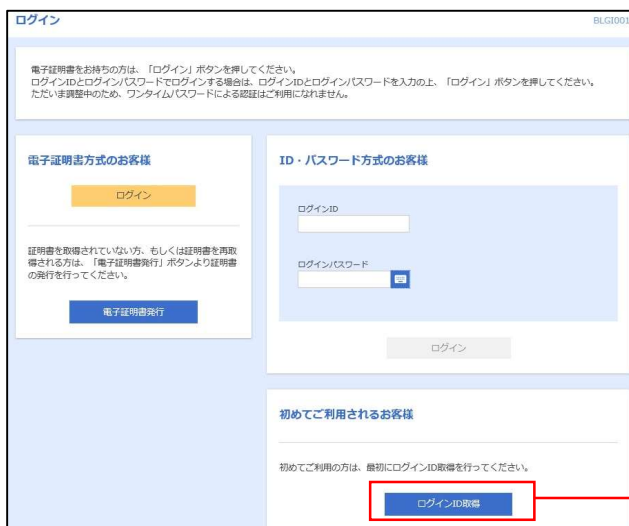 ログイン
BLGI001
電子証明書をお持ちの方は、「ログイン」ボタンを押してください。
ログインIDとログインパスワードでログインする場合は、ログインIDとログインパスワードを入力の上、「ログイン」ボタンを押してください。
ただいま調整中のため、ワンタイムパスワードによる認証はご利用になれません。
電子証明書方式のお客様
ログイン
証明書を取得されていない方、もしくは証明書を再取
得される方は、「電子証明書発行」ボタンより証明書
の発行を行ってください。
電子証明書発行
ID・パスワード方式のお客様
ログインID
ログインパスワード
ログイン
初めてご利用されるお客様
初めてご利用の方は、最初にログインID取得を行ってください。
ログインID取得